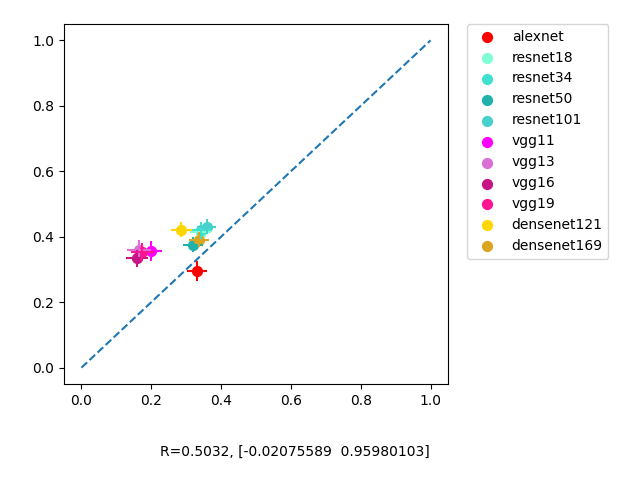 1.0
0.8
0.6
0.4
0.2
0.0
0.0 0.2 0.4 0.6 0.8 1.0
alexnet
resnet18
resnet34
resnet50
resnet101
vgg11
vgg13
vgg16
vgg19
densenet121
densenet169
R=0.5032, [-0.02075589 0.95980103]